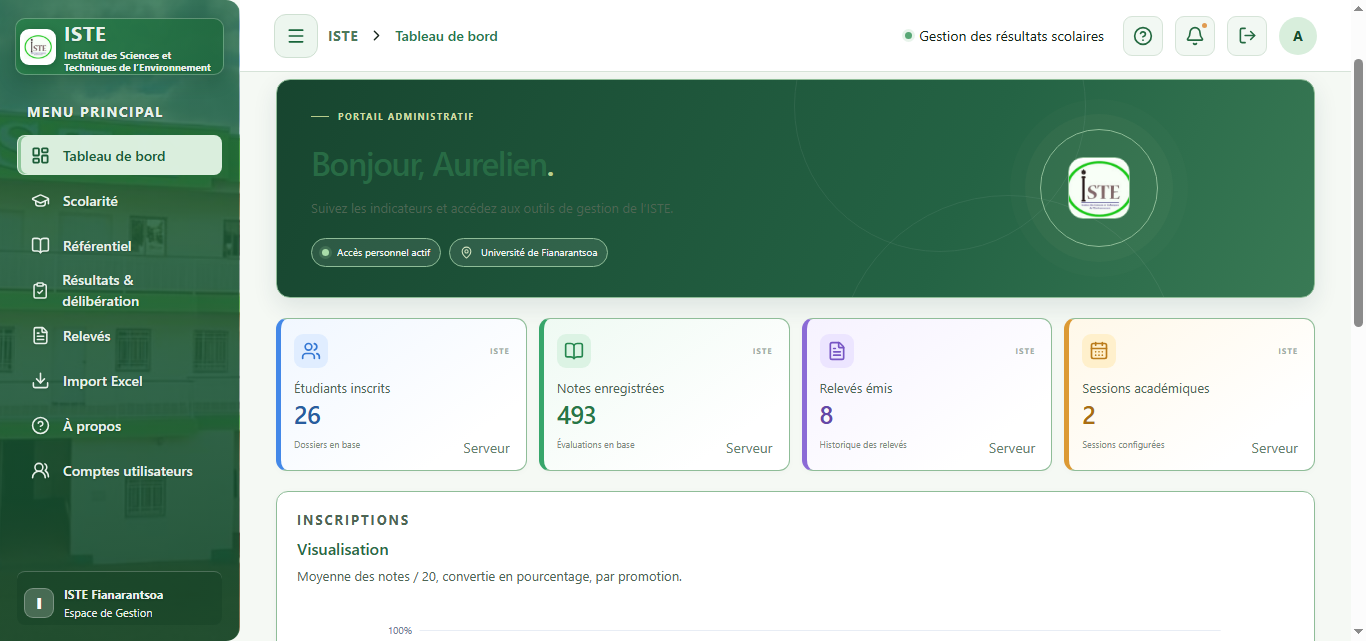 ISTE
Institut des Sciences et
Techniques de l'Environnement
MENU PRINCIPAL
Tableau de bord
Scolarité
Référentiel
Résultats &
délibération
Relevés
Import Excel
À propos
Comptes utilisateurs
I
ISTE Fianarantsoa
Espace de Gestion
ISTE > Tableau de bord
Gestion des résultats scolaires
A
PORTAIL ADMINISTRATIF
Bonjour, Aurelien.
Suivez les indicateurs et accédez aux outils de gestion de l'ISTE.
Accès personnel actif
Université de Fianarantsoa
ISTE
ISTE
Étudiants inscrits
26
Dossiers en base
Serveur
ISTE
Notes enregistrées
493
Évaluations en base
Serveur
ISTE
Relevés émis
8
Historique des relevés
Serveur
ISTE
Sessions académiques
2
Sessions configurées
Serveur
INSCRIPTIONS
Visualisation
Moyenne des notes / 20, convertie en pourcentage, par promotion.
100%